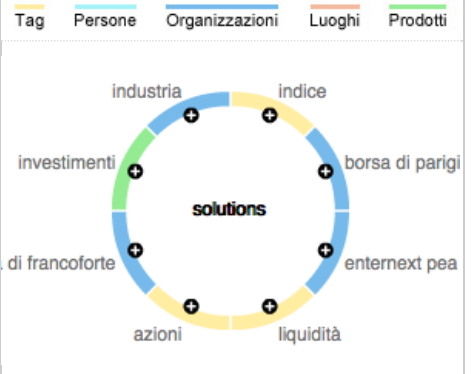 Tag Persone Organizzazioni Luoghi Prodotti
industria indice
investimenti borsa di parigi
solutions
di francoforte enternext pea
azioni liquidità